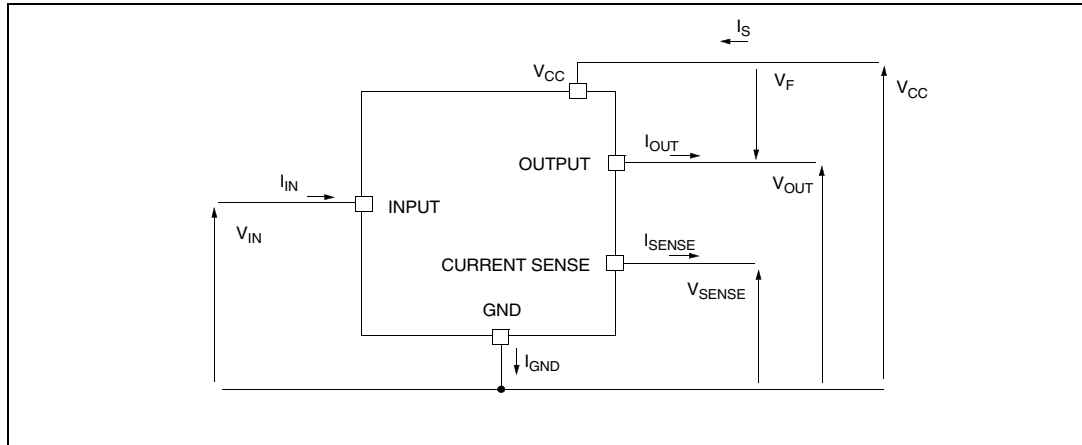 I_S
V_CC
V_F
V_CC
I_OUT
OUTPUT
V_OUT
I_IN
INPUT
V_IN
I_SENSE
CURRENT SENSE
V_SENSE
GND
I_GND